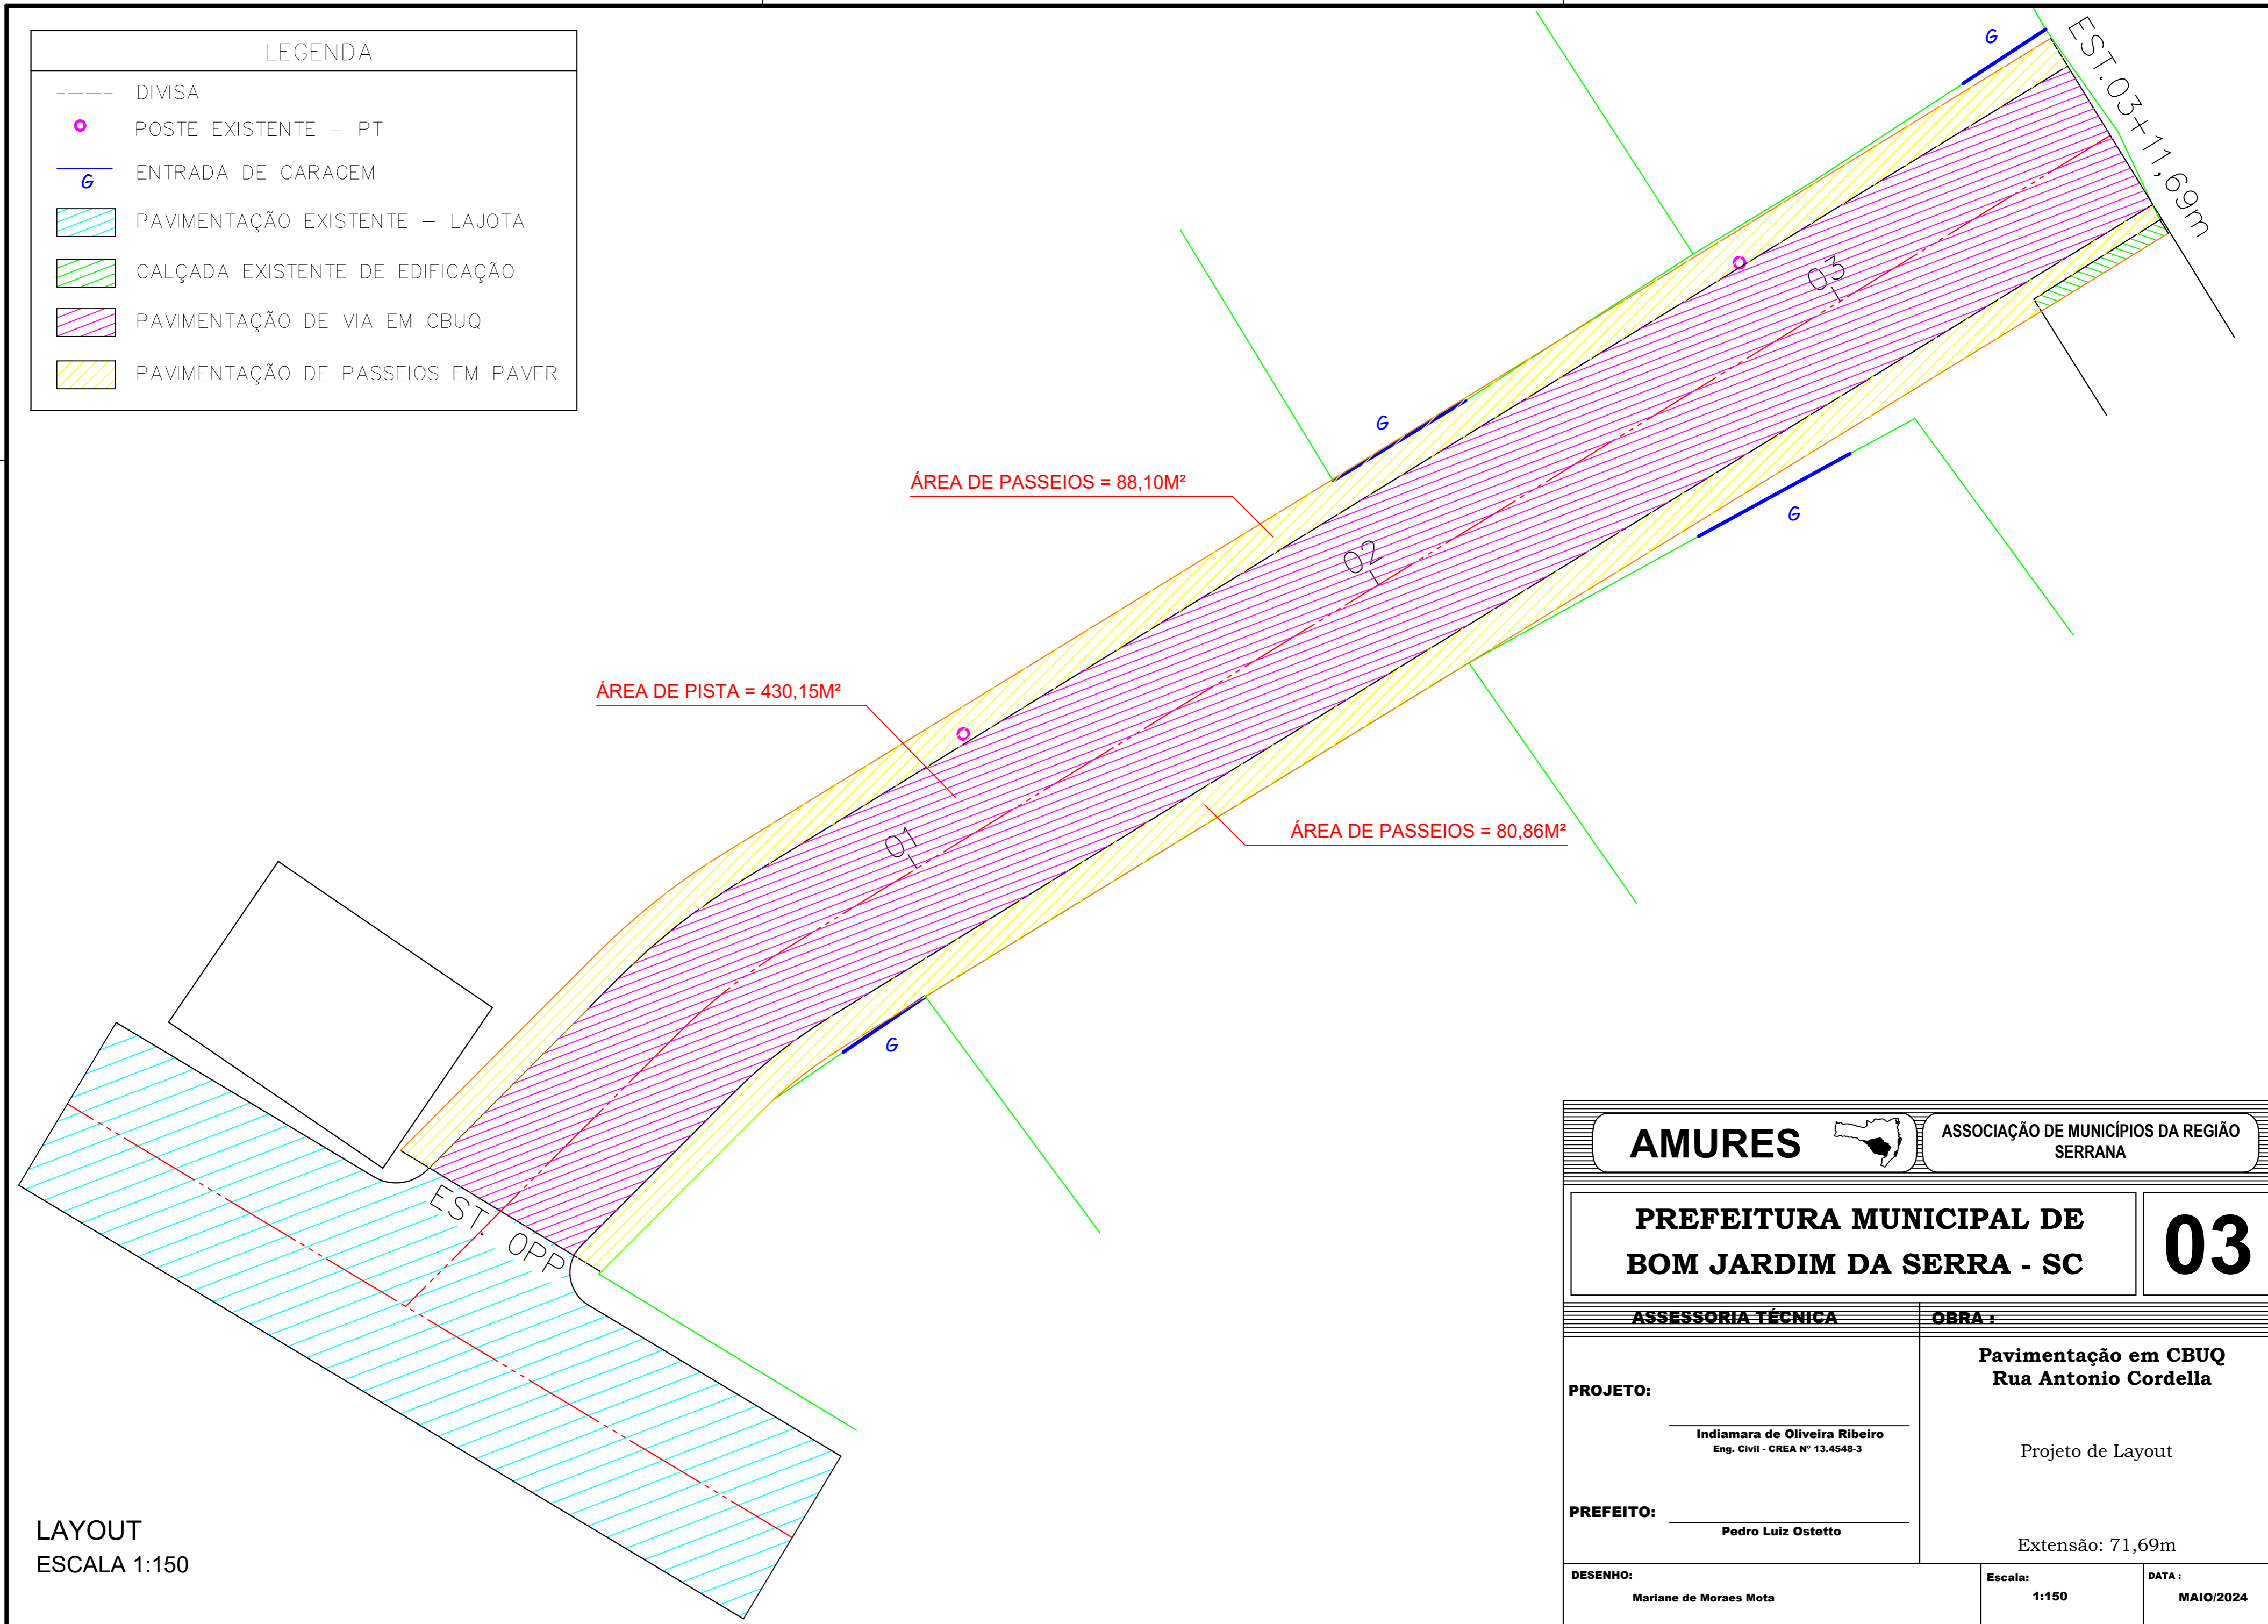 LEGENDA
DIVISA
POSTE EXISTENTE – PT
G
ENTRADA DE GARAGEM
PAVIMENTAÇÃO EXISTENTE – LAJOTA
CALÇADA EXISTENTE DE EDIFICAÇÃO
PAVIMENTAÇÃO DE VIA EM CBUQ
PAVIMENTAÇÃO DE PASSEIOS EM PAVER
G
EST.03+11,69m
03
G
G
ÁREA DE PASSEIOS = 88,10M²
02
ÁREA DE PISTA = 430,15M²
ÁREA DE PASSEIOS = 80,86M²
01
G
EST. 0PP
LAYOUT
ESCALA 1:150
AMURES
ASSOCIAÇÃO DE MUNICÍPIOS DA REGIÃO
SERRANA
PREFEITURA MUNICIPAL DE
BOM JARDIM DA SERRA - SC
03
ASSESSORIA TÉCNICA
OBRA :
Pavimentação em CBUQ
Rua Antonio Cordella
PROJETO:
Indiamara de Oliveira Ribeiro
Eng. Civil - CREA Nº 13.4548-3
Projeto de Layout
PREFEITO:
Pedro Luiz Ostetto
Extensão: 71,69m
DESENHO:
Mariane de Moraes Mota
Escala:
1:150
DATA :
MAIO/2024